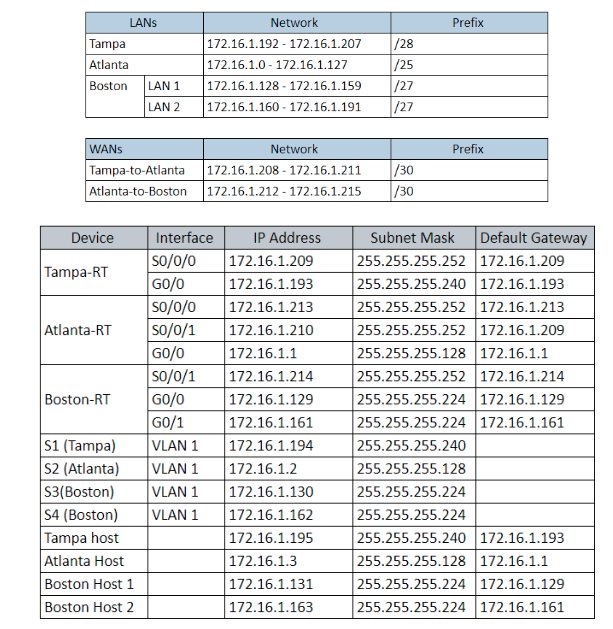 LANs Network Prefix
Tampa 172.16.1.192 - 172.16.1.207 /28
Atlanta 172.16.1.0 - 172.16.1.127 /25
Boston LAN 1 172.16.1.128 - 172.16.1.159 /27
LAN 2 172.16.1.160 - 172.16.1.191 /27
WANs Network Prefix
Tampa-to-Atlanta 172.16.1.208 - 172.16.1.211 /30
Atlanta-to-Boston 172.16.1.212 - 172.16.1.215 /30
Device Interface IP Address Subnet Mask Default Gateway
Tampa-RT S0/0/0 172.16.1.209 255.255.255.252 172.16.1.209
G0/0 172.16.1.193 255.255.255.240 172.16.1.193
Atlanta-RT S0/0/0 172.16.1.213 255.255.255.252 172.16.1.213
S0/0/1 172.16.1.210 255.255.255.252 172.16.1.209
G0/0 172.16.1.1 255.255.255.128 172.16.1.1
Boston-RT S0/0/1 172.16.1.214 255.255.255.252 172.16.1.214
G0/0 172.16.1.129 255.255.255.224 172.16.1.129
G0/1 172.16.1.161 255.255.255.224 172.16.1.161
S1 (Tampa) VLAN 1 172.16.1.194 255.255.255.240
S2 (Atlanta) VLAN 1 172.16.1.2 255.255.255.128
S3(Boston) VLAN 1 172.16.1.130 255.255.255.224
S4 (Boston) VLAN 1 172.16.1.162 255.255.255.224
Tampa host 172.16.1.195 255.255.255.240 172.16.1.193
Atlanta Host 172.16.1.3 255.255.255.128 172.16.1.1
Boston Host 1 172.16.1.131 255.255.255.224 172.16.1.129
Boston Host 2 172.16.1.163 255.255.255.224 172.16.1.161